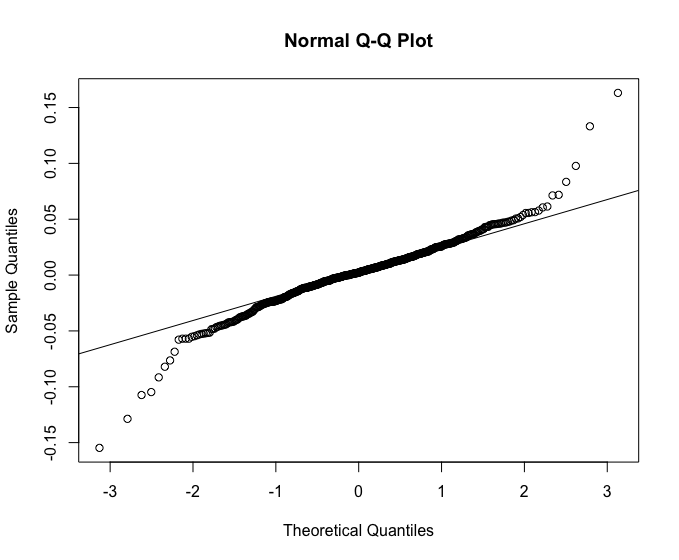 Normal Q-Q Plot
0.15
0.10
0.05
0.00
-0.05
-0.10
-0.15
Sample Quantiles
-3 -2 -1 0 1 2 3
Theoretical Quantiles